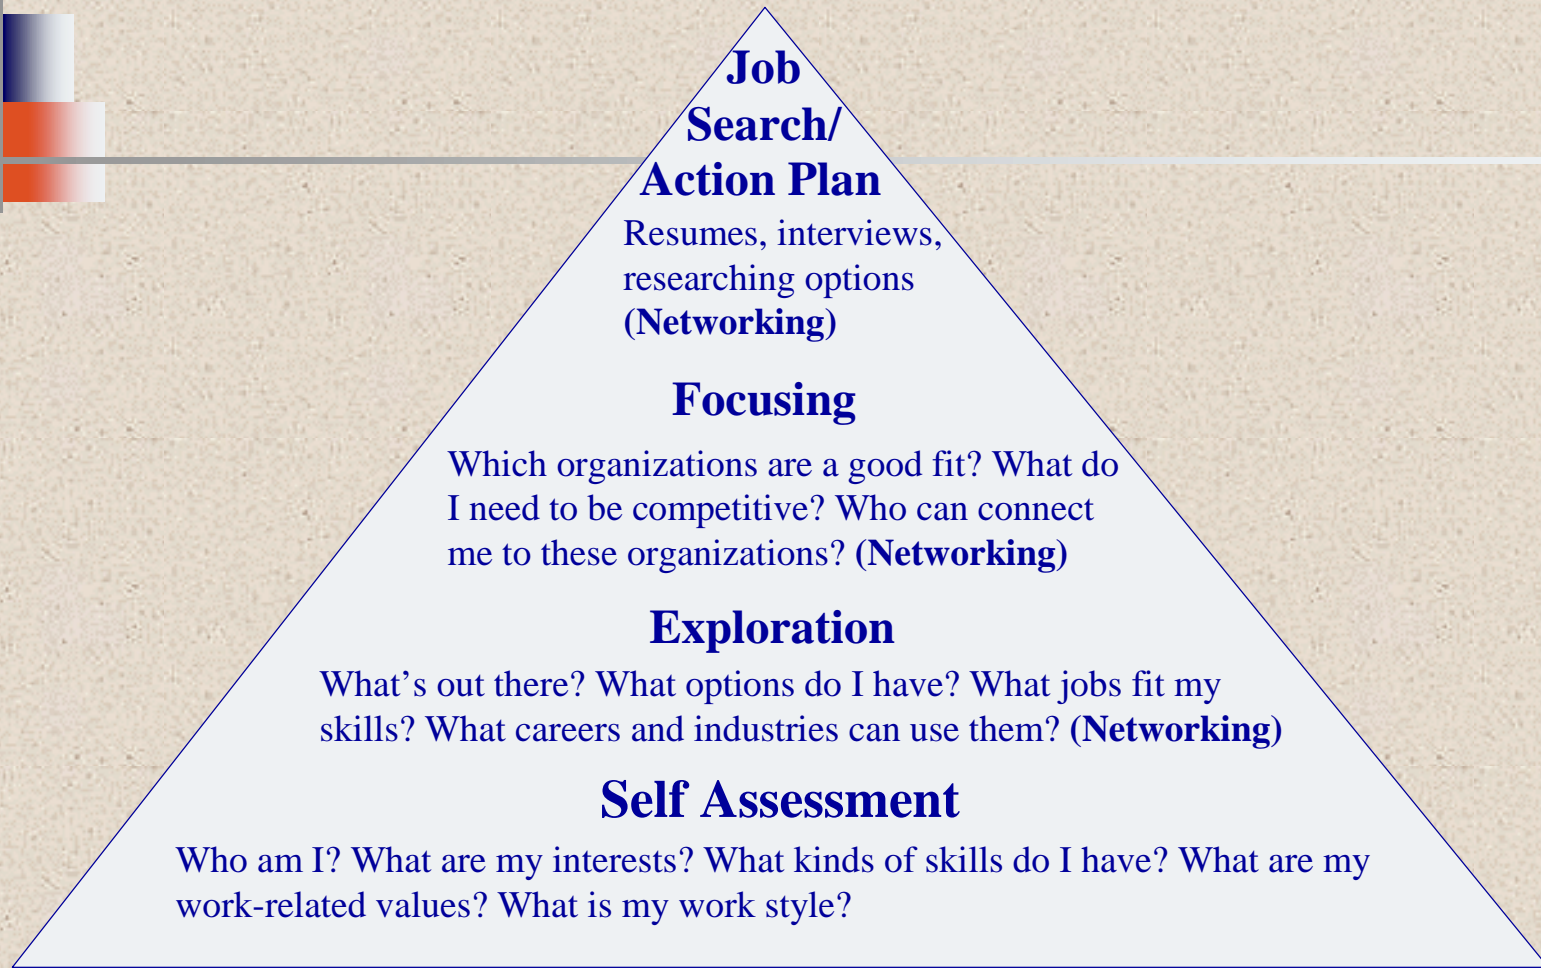 Job
Search/
Action Plan
Resumes, interviews,
researching options
(Networking)
Focusing
Which organizations are a good fit? What do
I need to be competitive? Who can connect
me to these organizations? (Networking)
Exploration
What’s out there? What options do I have? What jobs fit my
skills? What careers and industries can use them? (Networking)
Self Assessment
Who am I? What are my interests? What kinds of skills do I have? What are my
work-related values? What is my work style?